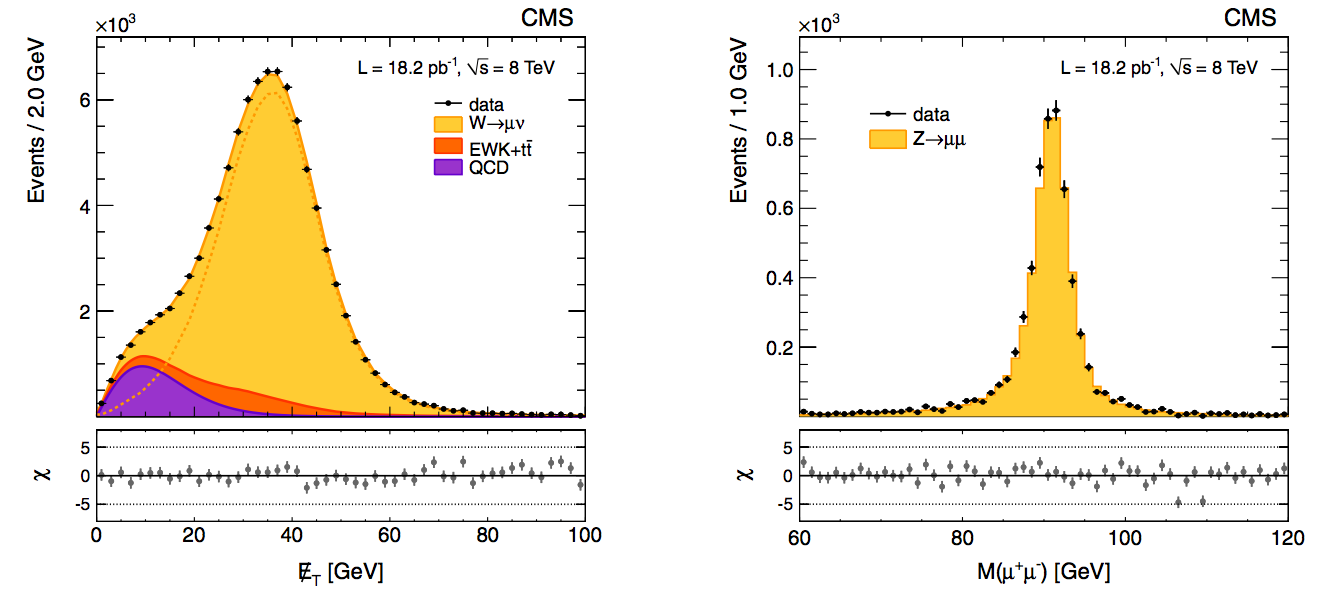 ×10³ CMS
L = 18.2 pb⁻¹, √s = 8 TeV
Events / 2.0 GeV
6
4
2
data
W→μν
EWK+tt̄
QCD
χ
5
0
-5
0 20 40 60 80 100
E̸_T [GeV]
×10³ CMS
L = 18.2 pb⁻¹, √s = 8 TeV
Events / 1.0 GeV
1.0
0.8
0.6
0.4
0.2
data
Z→μμ
χ
5
0
-5
60 80 100 120
M(μ⁺μ⁻) [GeV]